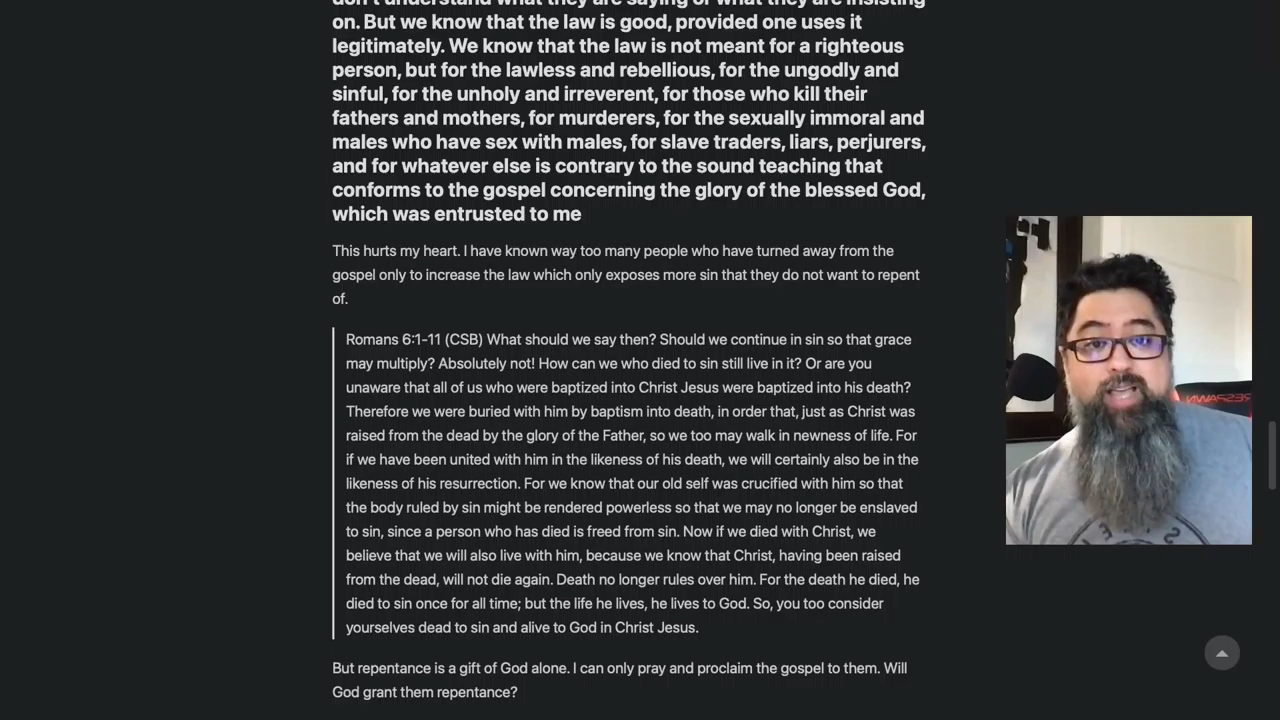 don't understand what they are saying or what they are insisting
on. But we know that the law is good, provided one uses it
legitimately. We know that the law is not meant for a righteous
person, but for the lawless and rebellious, for the ungodly and
sinful, for the unholy and irreverent, for those who kill their
fathers and mothers, for murderers, for the sexually immoral and
males who have sex with males, for slave traders, liars, perjurers,
and for whatever else is contrary to the sound teaching that
conforms to the gospel concerning the glory of the blessed God,
which was entrusted to me
This hurts my heart. I have known way too many people who have turned away from the
gospel only to increase the law which only exposes more sin that they do not want to repent
of.
Romans 6:1-11 (CSB) What should we say then? Should we continue in sin so that grace
may multiply? Absolutely not! How can we who died to sin still live in it? Or are you
unaware that all of us who were baptized into Christ Jesus were baptized into his death?
Therefore we were buried with him by baptism into death, in order that, just as Christ was
raised from the dead by the glory of the Father, so we too may walk in newness of life. For
if we have been united with him in the likeness of his death, we will certainly also be in the
likeness of his resurrection. For we know that our old self was crucified with him so that
the body ruled by sin might be rendered powerless so that we may no longer be enslaved
to sin, since a person who has died is freed from sin. Now if we died with Christ, we
believe that we will also live with him, because we know that Christ, having been raised
from the dead, will not die again. Death no longer rules over him. For the death he died, he
died to sin once for all time; but the life he lives, he lives to God. So, you too consider
yourselves dead to sin and alive to God in Christ Jesus.
But repentance is a gift of God alone. I can only pray and proclaim the gospel to them. Will
God grant them repentance?
RESPAWN